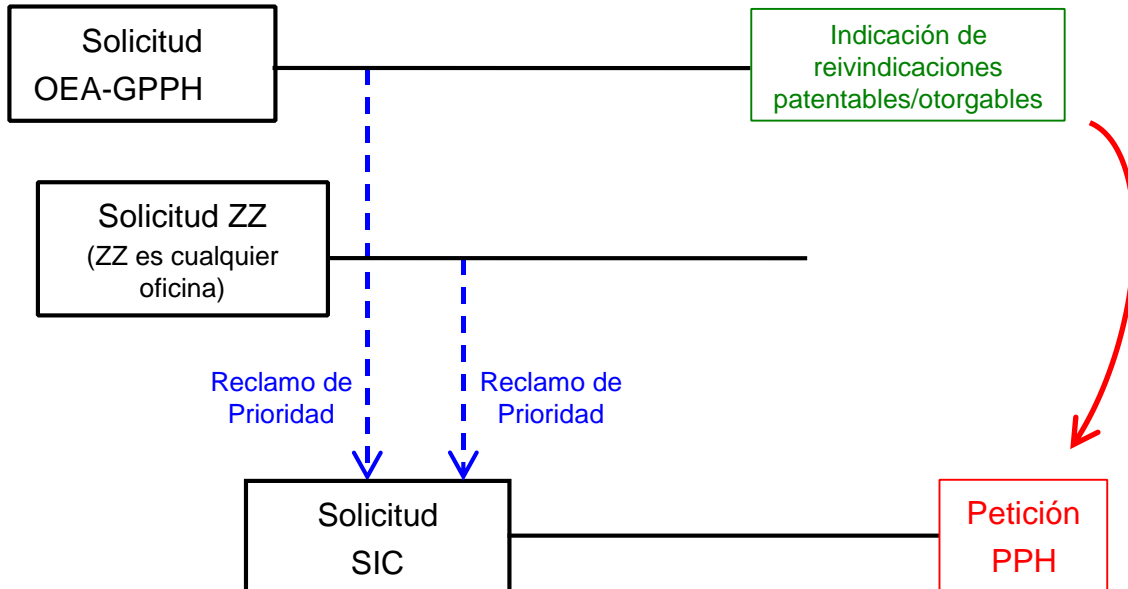 Solicitud
OEA-GPPH
Indicación de
reivindicaciones
patentables/otorgables
Solicitud ZZ
(ZZ es cualquier
oficina)
Reclamo de
Prioridad
Reclamo de
Prioridad
Solicitud
SIC
Petición
PPH